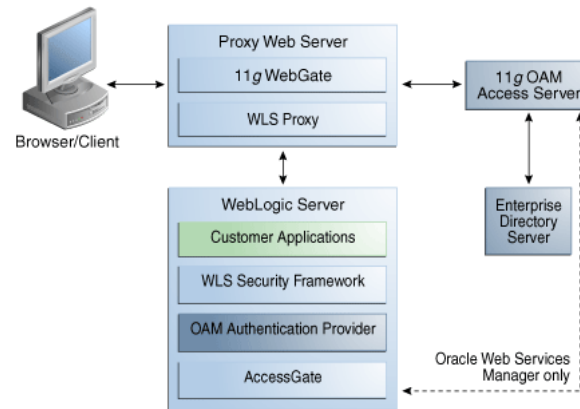 Proxy Web Server
11g WebGate
WLS Proxy
Browser/Client
11g OAM
Access Server
WebLogic Server
Customer Applications
WLS Security Framework
OAM Authentication Provider
AccessGate
Enterprise
Directory
Server
Oracle Web Services
Manager only